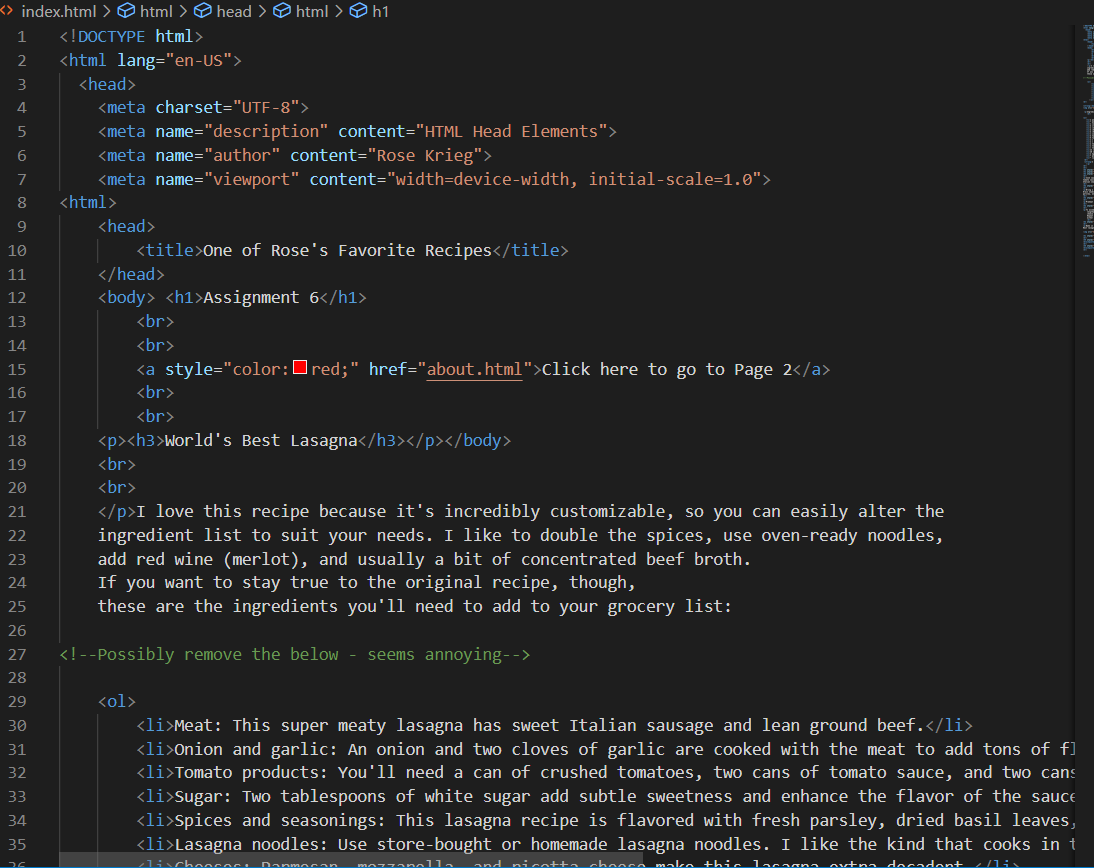 index.html > html > head > html > h1
1 <!DOCTYPE html>
2 <html lang="en-US">
3 <head>
4 <meta charset="UTF-8">
5 <meta name="description" content="HTML Head Elements">
6 <meta name="author" content="Rose Krieg">
7 <meta name="viewport" content="width=device-width, initial-scale=1.0">
8 <html>
9 <head>
10 <title>One of Rose's Favorite Recipes</title>
11 </head>
12 <body> <h1>Assignment 6</h1>
13 <br>
14 <br>
15 <a style="color:red;" href="about.html">Click here to go to Page 2</a>
16 <br>
17 <br>
18 <p><h3>World's Best Lasagna</h3></p></body>
19 <br>
20 <br>
21 </p>I love this recipe because it's incredibly customizable, so you can easily alter the
22 ingredient list to suit your needs. I like to double the spices, use oven-ready noodles,
23 add red wine (merlot), and usually a bit of concentrated beef broth.
24 If you want to stay true to the original recipe, though,
25 these are the ingredients you'll need to add to your grocery list:
26
27 <!--Possibly remove the below - seems annoying-->
28
29 <ol>
30 <li>Meat: This super meaty lasagna has sweet Italian sausage and lean ground beef.</li>
31 <li>Onion and garlic: An onion and two cloves of garlic are cooked with the meat to add tons of fl
32 <li>Tomato products: You'll need a can of crushed tomatoes, two cans of tomato sauce, and two cans
33 <li>Sugar: Two tablespoons of white sugar add subtle sweetness and enhance the flavor of the sauce
34 <li>Spices and seasonings: This lasagna recipe is flavored with fresh parsley, dried basil leaves,
35 <li>Lasagna noodles: Use store-bought or homemade lasagna noodles. I like the kind that cooks in t
36 <li>Cheeses: Parmesan, mozzarella, and ricotta cheese make this lasagna extra decadent.</li>